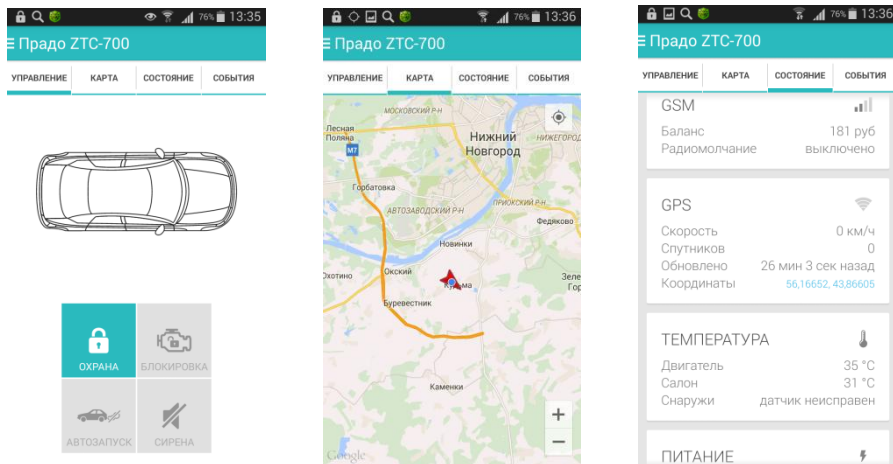 76% 13:35
Прадо ZTC-700
УПРАВЛЕНИЕ КАРТА СОСТОЯНИЕ СОБЫТИЯ
ОХРАНА БЛОКИРОВКА
АВТОЗАПУСК СИРЕНА
76% 13:36
Прадо ZTC-700
УПРАВЛЕНИЕ КАРТА СОСТОЯНИЕ СОБЫТИЯ
МОСКОВСКИЙ Р-Н
Лесная
Поляна
Нижний
Новгород
НИЖЕГОРОД
M7
Горбатовка
АВТОЗАВОДСКИЙ Р-Н
ПРИОКСКИЙ Р-Н
Федяково
Новинки
Охотино
Окский
Зеле
Гор
Буревестник
Каменки
+
−
Google
76% 13:36
Прадо ZTC-700
УПРАВЛЕНИЕ КАРТА СОСТОЯНИЕ СОБЫТИЯ
GSM
Баланс 181 руб
Радиомолчание выключено
GPS
Скорость 0 км/ч
Спутников 0
Обновлено 26 мин 3 сек назад
Координаты 56,16652, 43,86605
ТЕМПЕРАТУРА
Двигатель 35 °C
Салон 31 °C
Снаружи датчик неисправен
ПИТАНИЕ